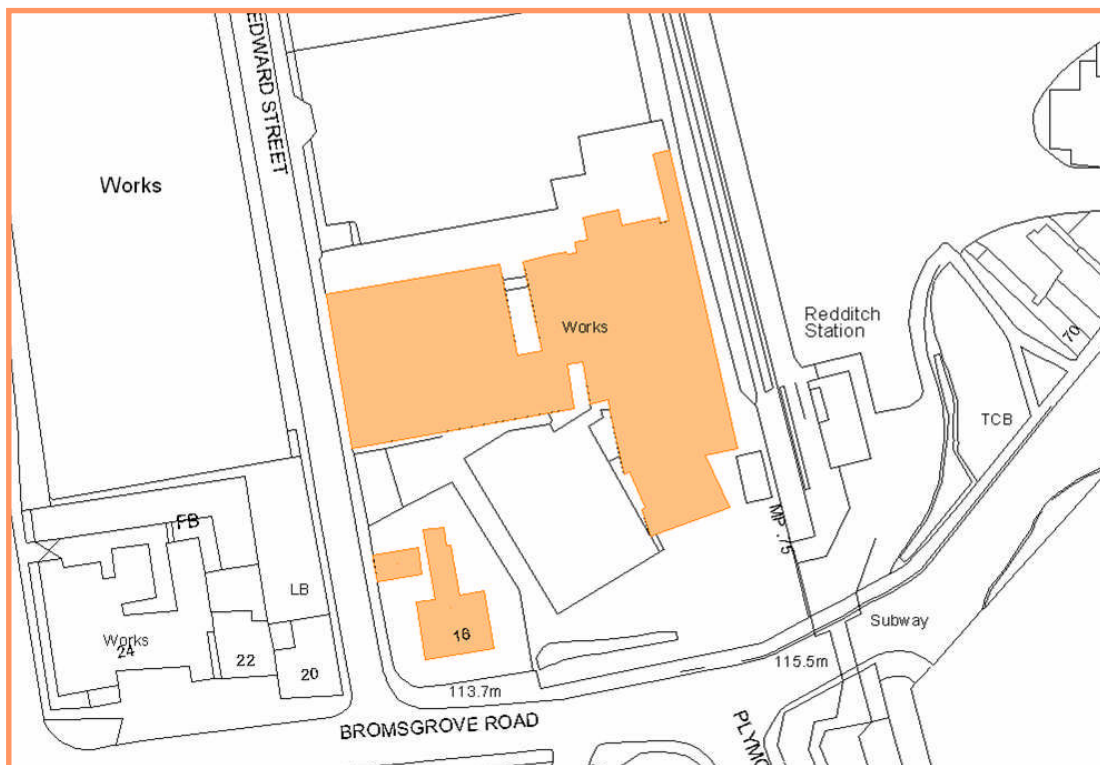 EDWARD STREET
Works
Works
Redditch
Station
70
TCB
MP .75
FB
LB
Works
24
22
20
16
Subway
115.5m
113.7m
BROMSGROVE ROAD
PLYMO